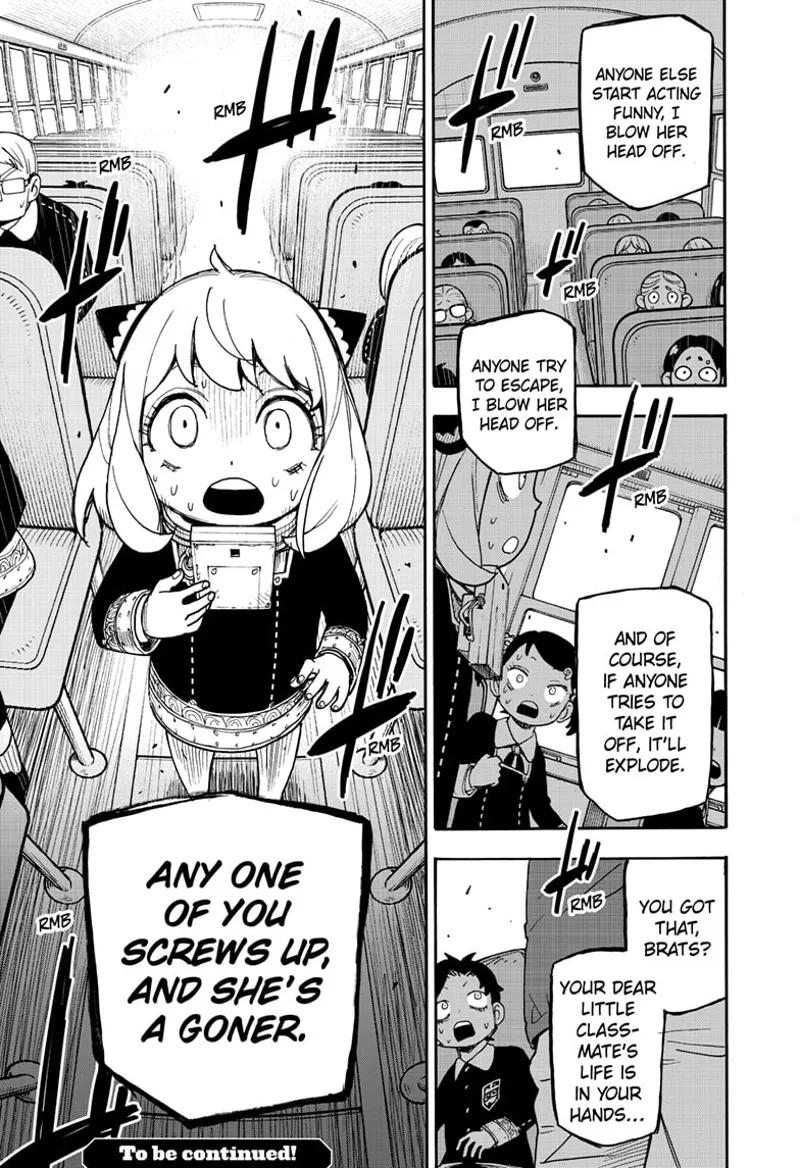 ANYONE ELSE
START ACTING
FUNNY, I
BLOW HER
HEAD OFF.
RMB
RMB
ANYONE TRY
TO ESCAPE,
I BLOW HER
HEAD OFF.
RMB
AND OF
COURSE,
IF ANYONE
TRIES TO
TAKE IT
OFF, IT'LL
EXPLODE.
RMB
YOU GOT
THAT,
BRATS?
YOUR DEAR
LITTLE
CLASS-
MATE'S
LIFE IS
IN YOUR
HANDS...
RMB
RMB
RMB
RMB
ANY ONE
OF YOU
SCREWS UP,
AND SHE'S
A GONER.
To be continued!